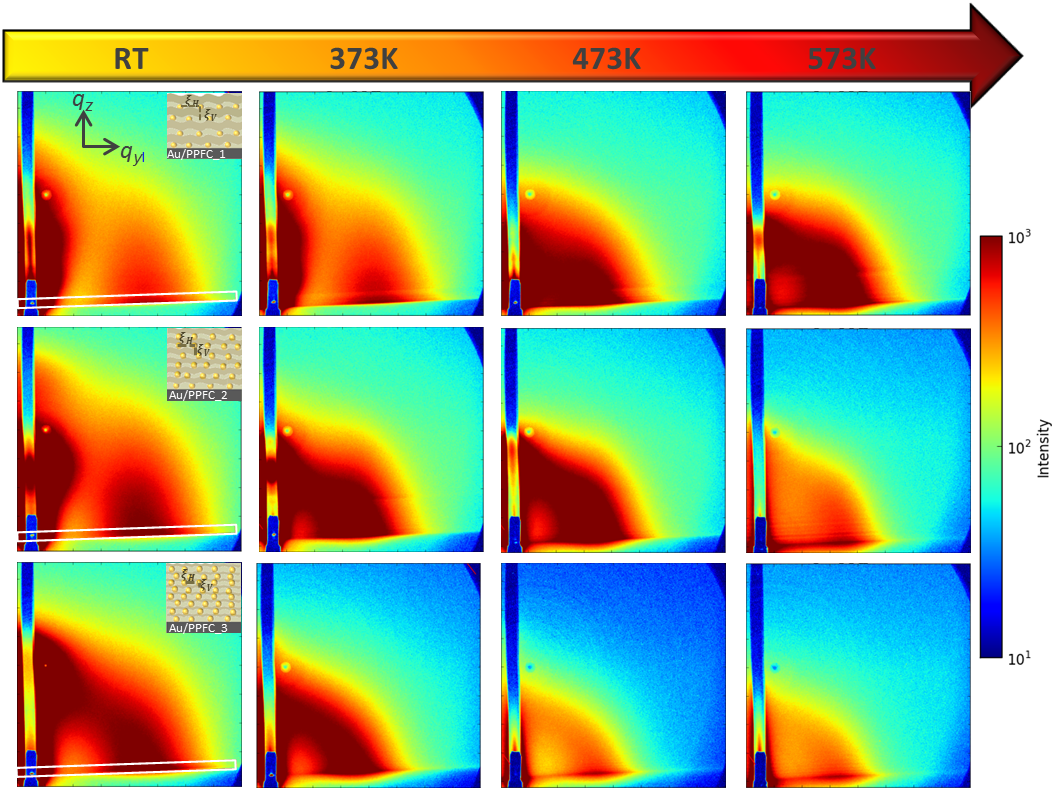 RT 373K 473K 573K
q_z
q_y
ξ_H
ξ_V
Au/PPFC_1
10^3
ξ_H
ξ_V
Au/PPFC_2
10^2
Intensity
ξ_H
ξ_V
Au/PPFC_3
10^1